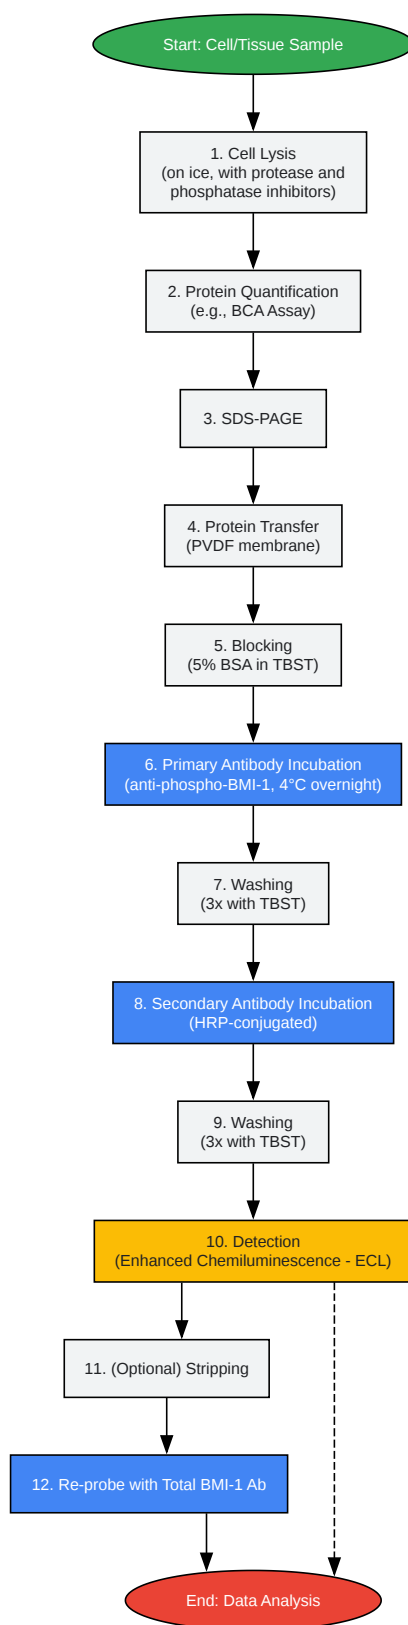 Start: Cell/Tissue Sample
1. Cell Lysis
(on ice, with protease and
phosphatase inhibitors)
2. Protein Quantification
(e.g., BCA Assay)
3. SDS-PAGE
4. Protein Transfer
(PVDF membrane)
5. Blocking
(5% BSA in TBST)
6. Primary Antibody Incubation
(anti-phospho-BMI-1, 4°C overnight)
7. Washing
(3x with TBST)
8. Secondary Antibody Incubation
(HRP-conjugated)
9. Washing
(3x with TBST)
10. Detection
(Enhanced Chemiluminescence - ECL)
11. (Optional) Stripping
12. Re-probe with Total BMI-1 Ab
End: Data Analysis